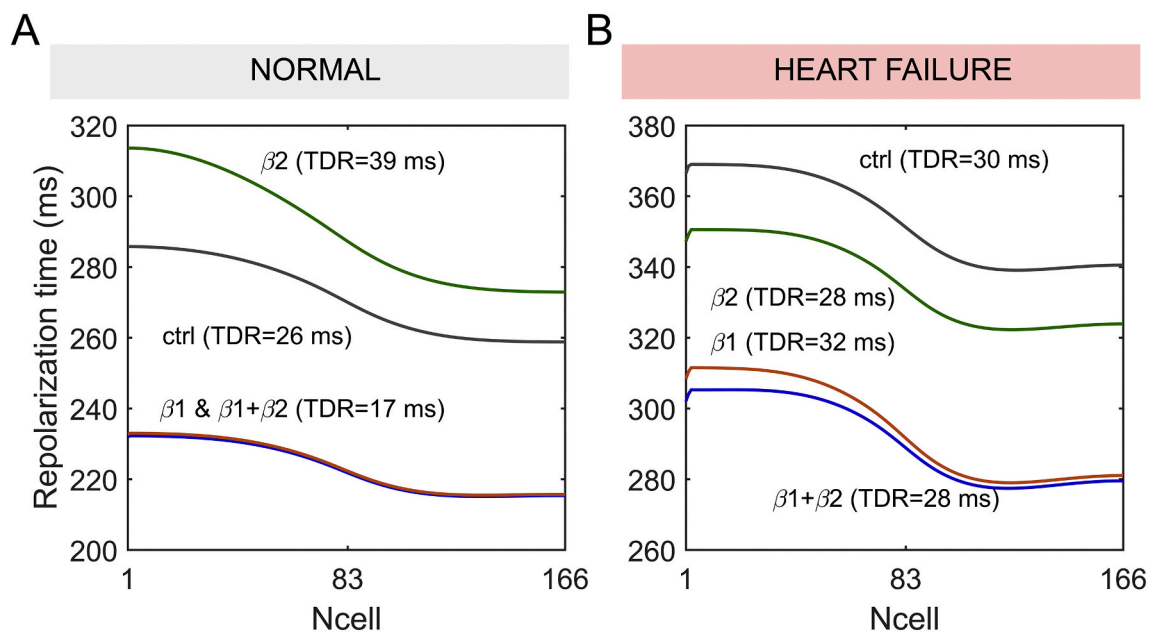 A
NORMAL
320
300
280
260
240
220
200
Repolarization time (ms)
β2 (TDR=39 ms)
ctrl (TDR=26 ms)
β1 & β1+β2 (TDR=17 ms)
1
83
166
Ncell
B
HEART FAILURE
380
360
340
320
300
280
260
ctrl (TDR=30 ms)
β2 (TDR=28 ms)
β1 (TDR=32 ms)
β1+β2 (TDR=28 ms)
1
83
166
Ncell